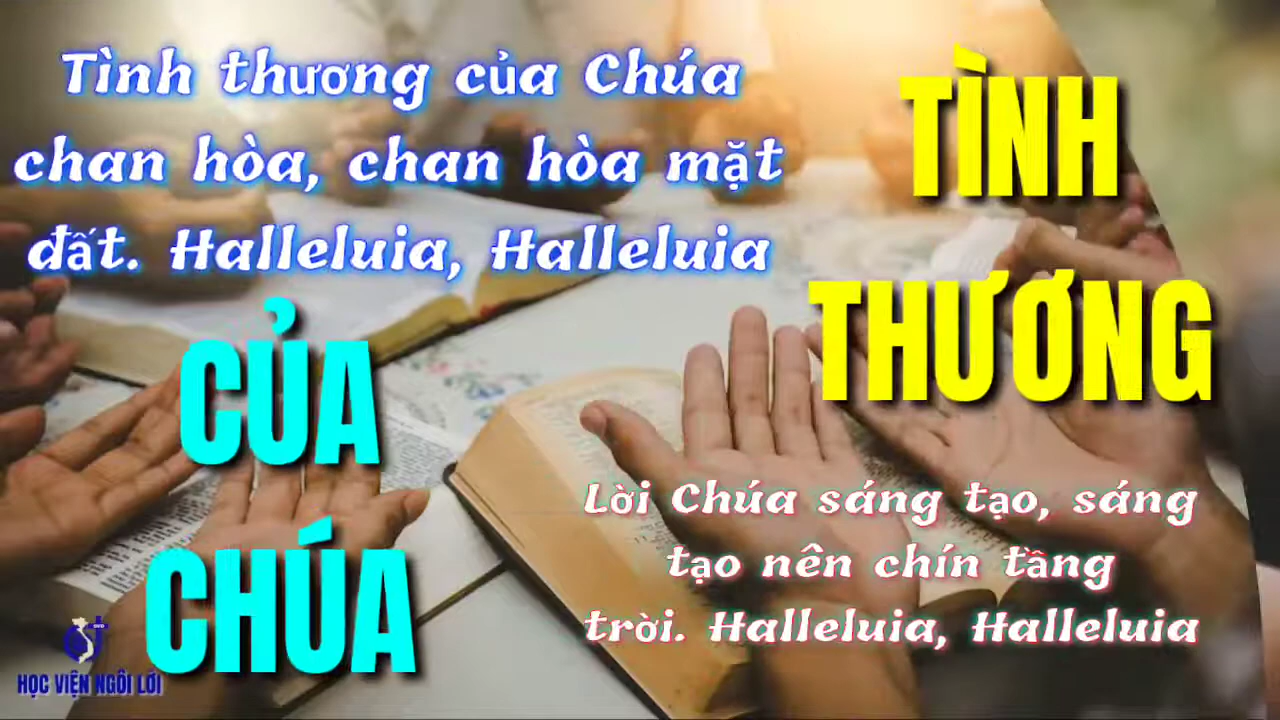 Tình thương của Chúa
chan hòa, chan hòa mặt
đất. Halleluia, Halleluia
TÌNH
THƯƠNG
CỦA
CHÚA
Lời Chúa sáng tạo, sáng
tạo nên chín tầng
trời. Halleluia, Halleluia
HỌC VIỆN NGÔI LỜI